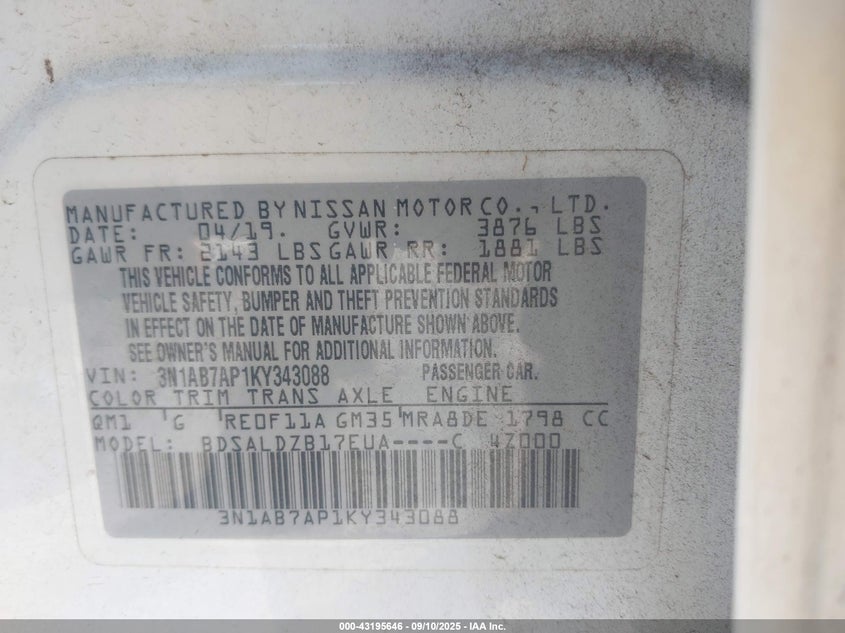 MANUFACTURED BY NISSAN MOTOR CO., LTD.
DATE: 04/19. GVWR: 3876 LBS
GAWR FR: 2143 LBS GAWR RR: 1881 LBS
THIS VEHICLE CONFORMS TO ALL APPLICABLE FEDERAL MOTOR
VEHICLE SAFETY, BUMPER AND THEFT PREVENTION STANDARDS
IN EFFECT ON THE DATE OF MANUFACTURE SHOWN ABOVE.
SEE OWNER'S MANUAL FOR ADDITIONAL INFORMATION.
VIN: 3N1AB7AP1KY343088 PASSENGER CAR.
COLOR TRIM TRANS AXLE ENGINE
QM1 G RE0F11A GM35 MRA8DE 1798 CC
MODEL: BDSALDZB17EUA----C 4Z000
3N1AB7AP1KY343088
000-43195646 - 09/10/2025 - IAA Inc.